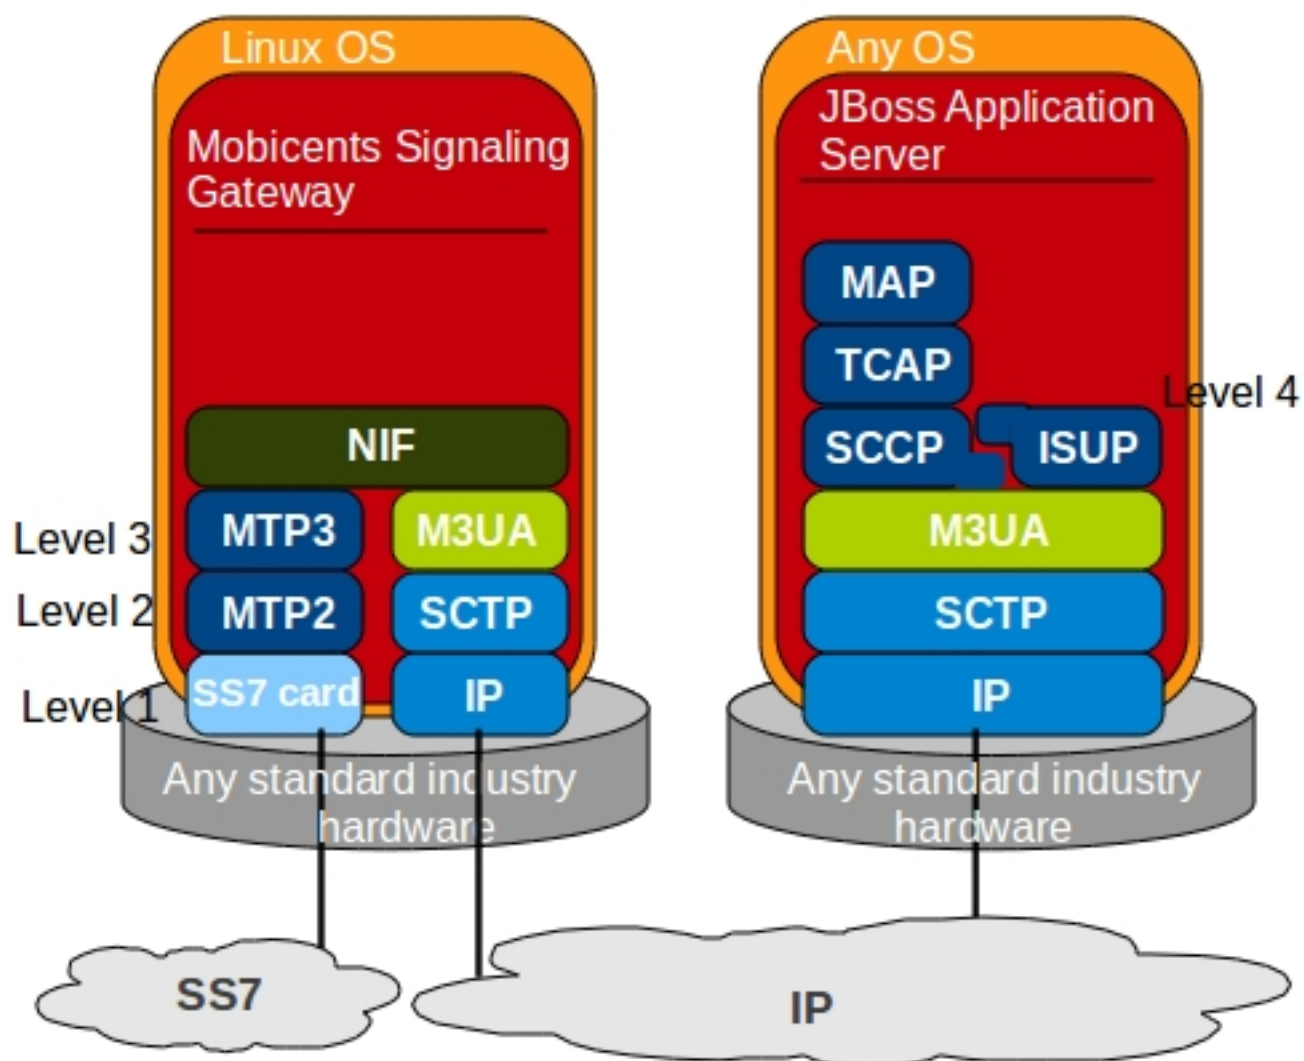 Linux OS
Mobicents Signaling
Gateway
NIF
MTP3
M3UA
MTP2
SCTP
SS7 card
IP
Level 3
Level 2
Level 1
Any standard industry
hardware
Any OS
JBoss Application
Server
MAP
TCAP
SCCP
ISUP
Level 4
M3UA
SCTP
IP
Any standard industry
hardware
SS7
IP